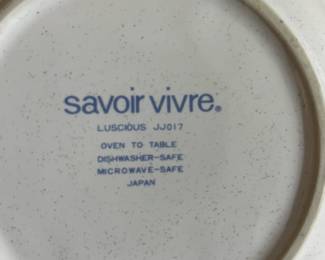 savoir vivre®
LUSCIOUS JJ017
OVEN TO TABLE
DISHWASHER-SAFE
MICROWAVE-SAFE
JAPAN